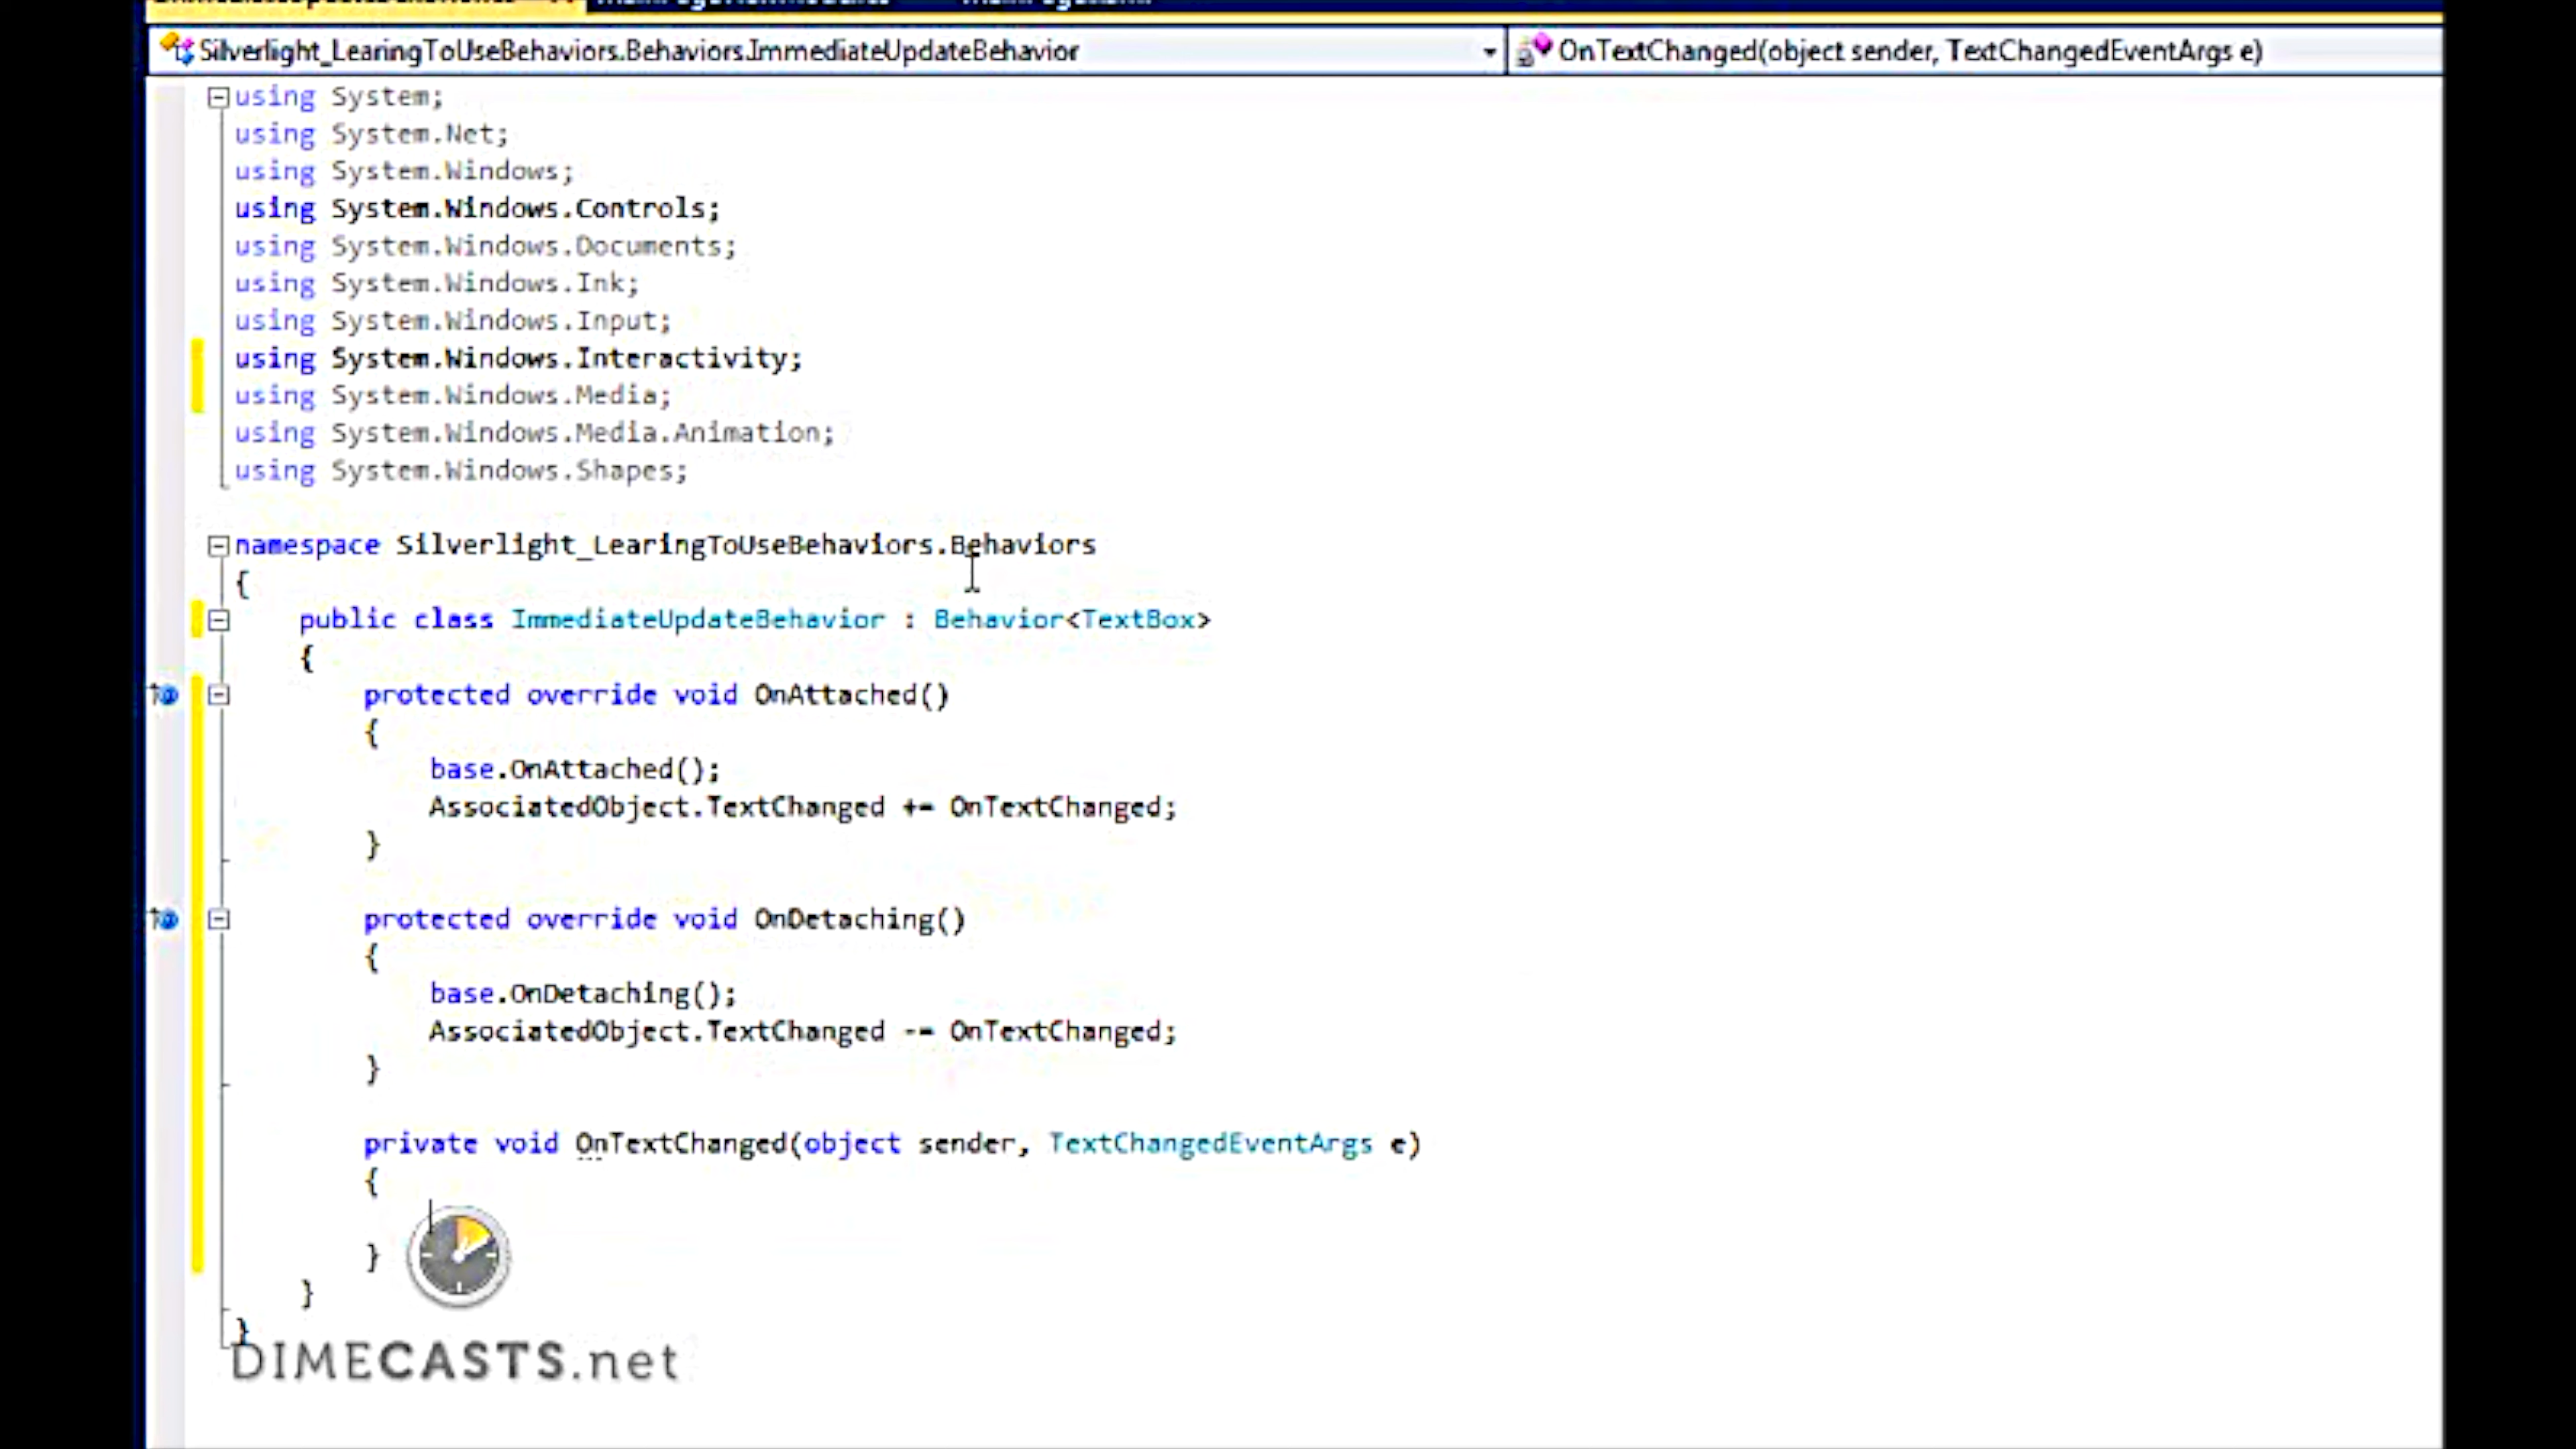 Silverlight_LearingToUseBehaviors.Behaviors.ImmediateUpdateBehavior
OnTextChanged(object sender, TextChangedEventArgs e)
using System;
using System.Net;
using System.Windows;
using System.Windows.Controls;
using System.Windows.Documents;
using System.Windows.Ink;
using System.Windows.Input;
using System.Windows.Interactivity;
using System.Windows.Media;
using System.Windows.Media.Animation;
using System.Windows.Shapes;
namespace Silverlight_LearingToUseBehaviors.Behaviors
{
public class ImmediateUpdateBehavior : Behavior<TextBox>
{
protected override void OnAttached()
{
base.OnAttached();
AssociatedObject.TextChanged += OnTextChanged;
}
protected override void OnDetaching()
{
base.OnDetaching();
AssociatedObject.TextChanged -= OnTextChanged;
}
private void OnTextChanged(object sender, TextChangedEventArgs e)
{
}
}
}
DIMECASTS.net